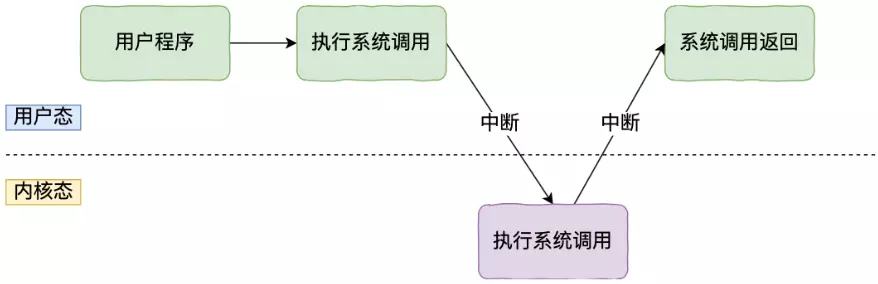 用户程序
执行系统调用
系统调用返回
用户态
中断
中断
内核态
执行系统调用